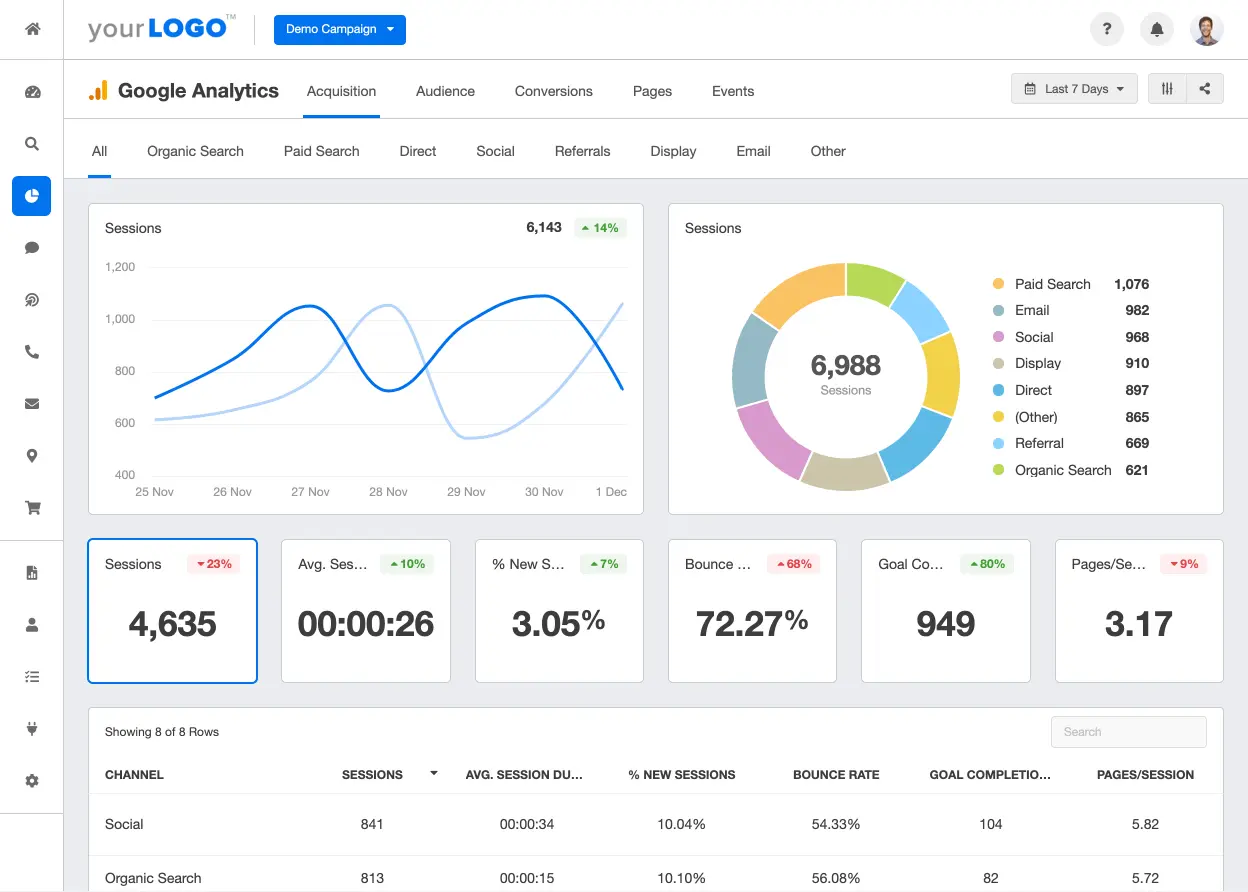 yourLOGO™
Demo Campaign
?
Google Analytics
Acquisition
Audience
Conversions
Pages
Events
Last 7 Days
All
Organic Search
Paid Search
Direct
Social
Referrals
Display
Email
Other
Sessions
6,143
14%
1,200
1,000
800
600
400
25 Nov
26 Nov
27 Nov
28 Nov
29 Nov
30 Nov
1 Dec
Sessions
6,988
Sessions
Paid Search 1,076
Email 982
Social 968
Display 910
Direct 897
(Other) 865
Referral 669
Organic Search 621
Sessions 23%
4,635
Avg. Ses... 10%
00:00:26
% New S... 7%
3.05%
Bounce ... 68%
72.27%
Goal Co... 80%
949
Pages/Se... 9%
3.17
Showing 8 of 8 Rows
Search
CHANNEL SESSIONS AVG. SESSION DU... % NEW SESSIONS BOUNCE RATE GOAL COMPLETIO... PAGES/SESSION
Social 841 00:00:34 10.04% 54.33% 104 5.82
Organic Search 813 00:00:15 10.10% 56.08% 82 5.72